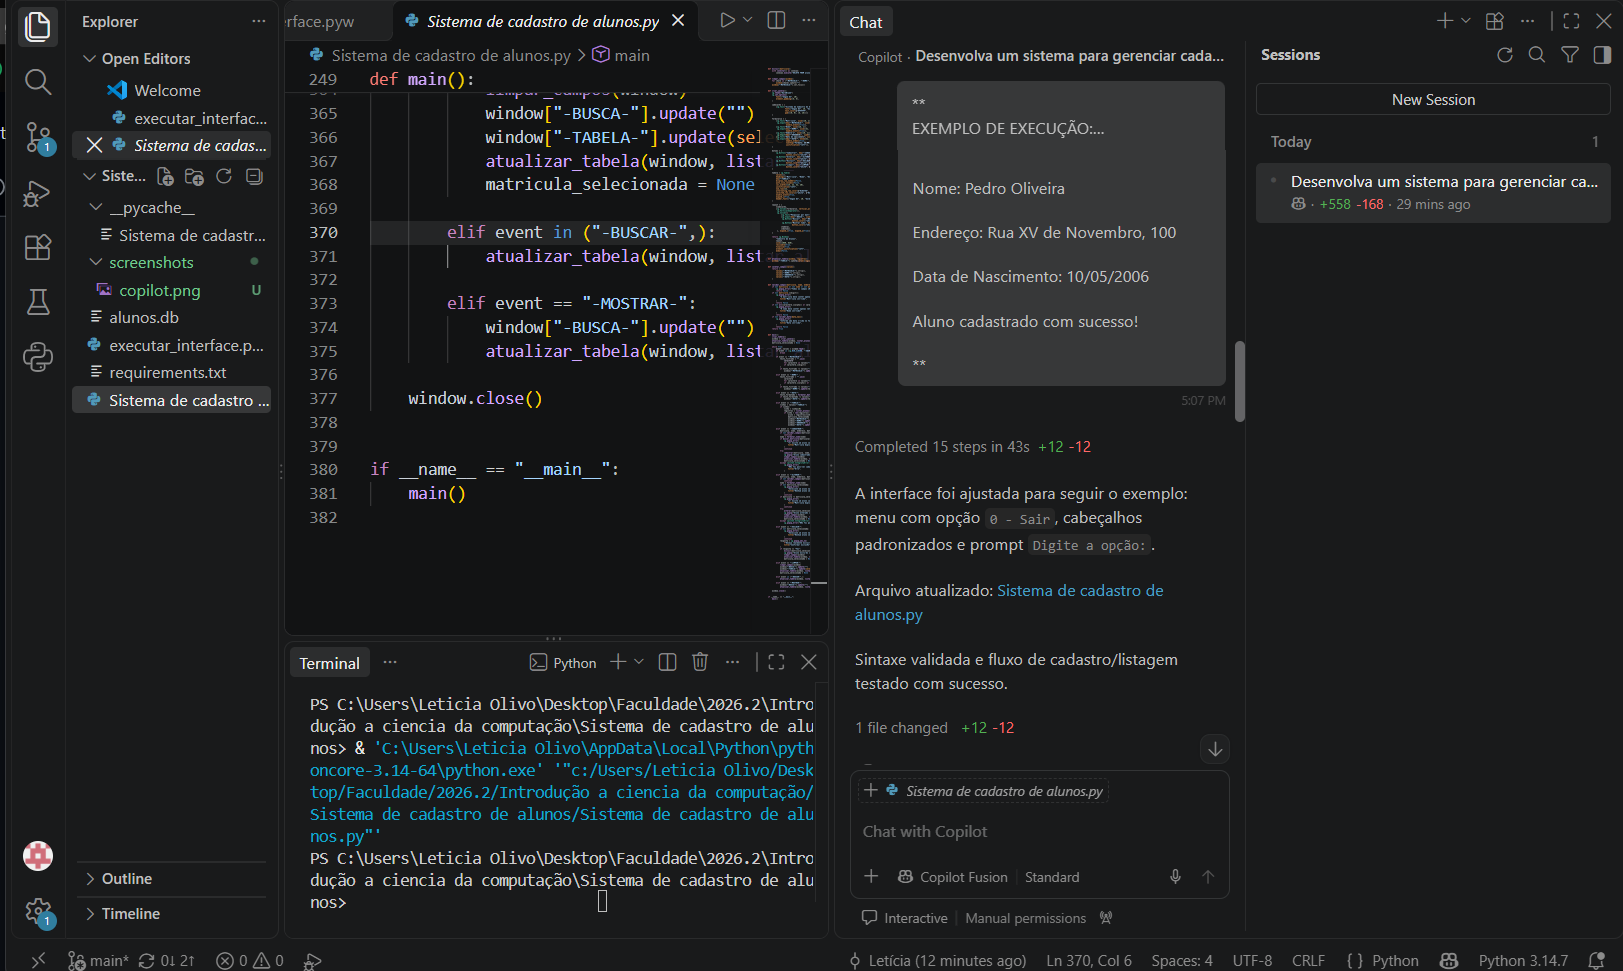 Explorer
Open Editors
Welcome
executar_interfac...
Sistema de cadas...
Siste...
__pycache__
Sistema de cadastr...
screenshots
copilot.png U
alunos.db
executar_interface.p...
requirements.txt
Sistema de cadastro ...
Outline
Timeline
1
1
erface.pyw
Sistema de cadastro de alunos.py
Sistema de cadastro de alunos.py > main
249 def main():
365 window["-BUSCA-"].update("")
366 window["-TABELA-"].update(sel
367 atualizar_tabela(window, list
368 matricula_selecionada = None
369
370 elif event in ("-BUSCAR-",):
371 atualizar_tabela(window, list
372
373 elif event == "-MOSTRAR-":
374 window["-BUSCA-"].update("")
375 atualizar_tabela(window, list
376
377 window.close()
378
379
380 if __name__ == "__main__":
381 main()
382
Terminal
Python
PS C:\Users\Leticia Olivo\Desktop\Faculdade\2026.2\Intro
dução a ciencia da computação\Sistema de cadastro de alu
nos> & 'C:\Users\Leticia Olivo\AppData\Local\Python\pyth
oncore-3.14-64\python.exe' '"c:/Users/Leticia Olivo/Desk
top/Faculdade/2026.2/Introdução a ciencia da computação/
Sistema de cadastro de alunos/Sistema de cadastro de alu
nos.py"'
PS C:\Users\Leticia Olivo\Desktop\Faculdade\2026.2\Intro
dução a ciencia da computação\Sistema de cadastro de alu
nos>
Chat
Copilot · Desenvolva um sistema para gerenciar cada...
**
EXEMPLO DE EXECUÇÃO:...
Nome: Pedro Oliveira
Endereço: Rua XV de Novembro, 100
Data de Nascimento: 10/05/2006
Aluno cadastrado com sucesso!
**
5:07 PM
Completed 15 steps in 43s +12 -12
A interface foi ajustada para seguir o exemplo:
menu com opção 0 - Sair, cabeçalhos
padronizados e prompt Digite a opção:.
Arquivo atualizado: Sistema de cadastro de
alunos.py
Sintaxe validada e fluxo de cadastro/listagem
testado com sucesso.
1 file changed +12 -12
Sistema de cadastro de alunos.py
Chat with Copilot
Copilot Fusion Standard
Interactive Manual permissions
Sessions
New Session
Today 1
Desenvolva um sistema para gerenciar ca...
· +558 -168 · 29 mins ago
main* 0↓ 2↑ 0 0
Letícia (12 minutes ago) Ln 370, Col 6 Spaces: 4 UTF-8 CRLF {} Python Python 3.14.7